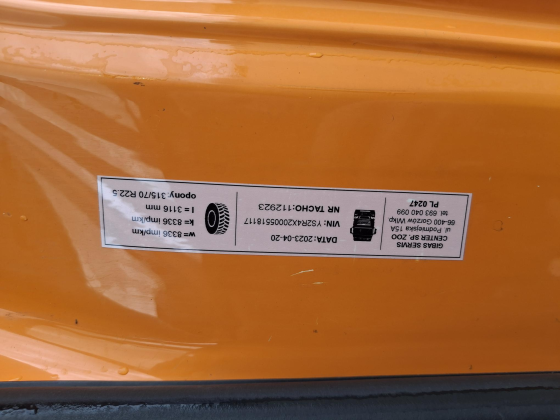 GIBAS SERVIS
CENTER SP. ZOO
ul. Podmiejska 15A
66-400 Gorzów Wlkp
tel. 693 040 099
PL 0247
DATA: 2023-04-20
VIN: YS2R4X20005518117
NR TACHO: 112923
w= 8336 imp/km
k= 8336 imp/km
l = 3116 mm
opony: 315/70 R22.5